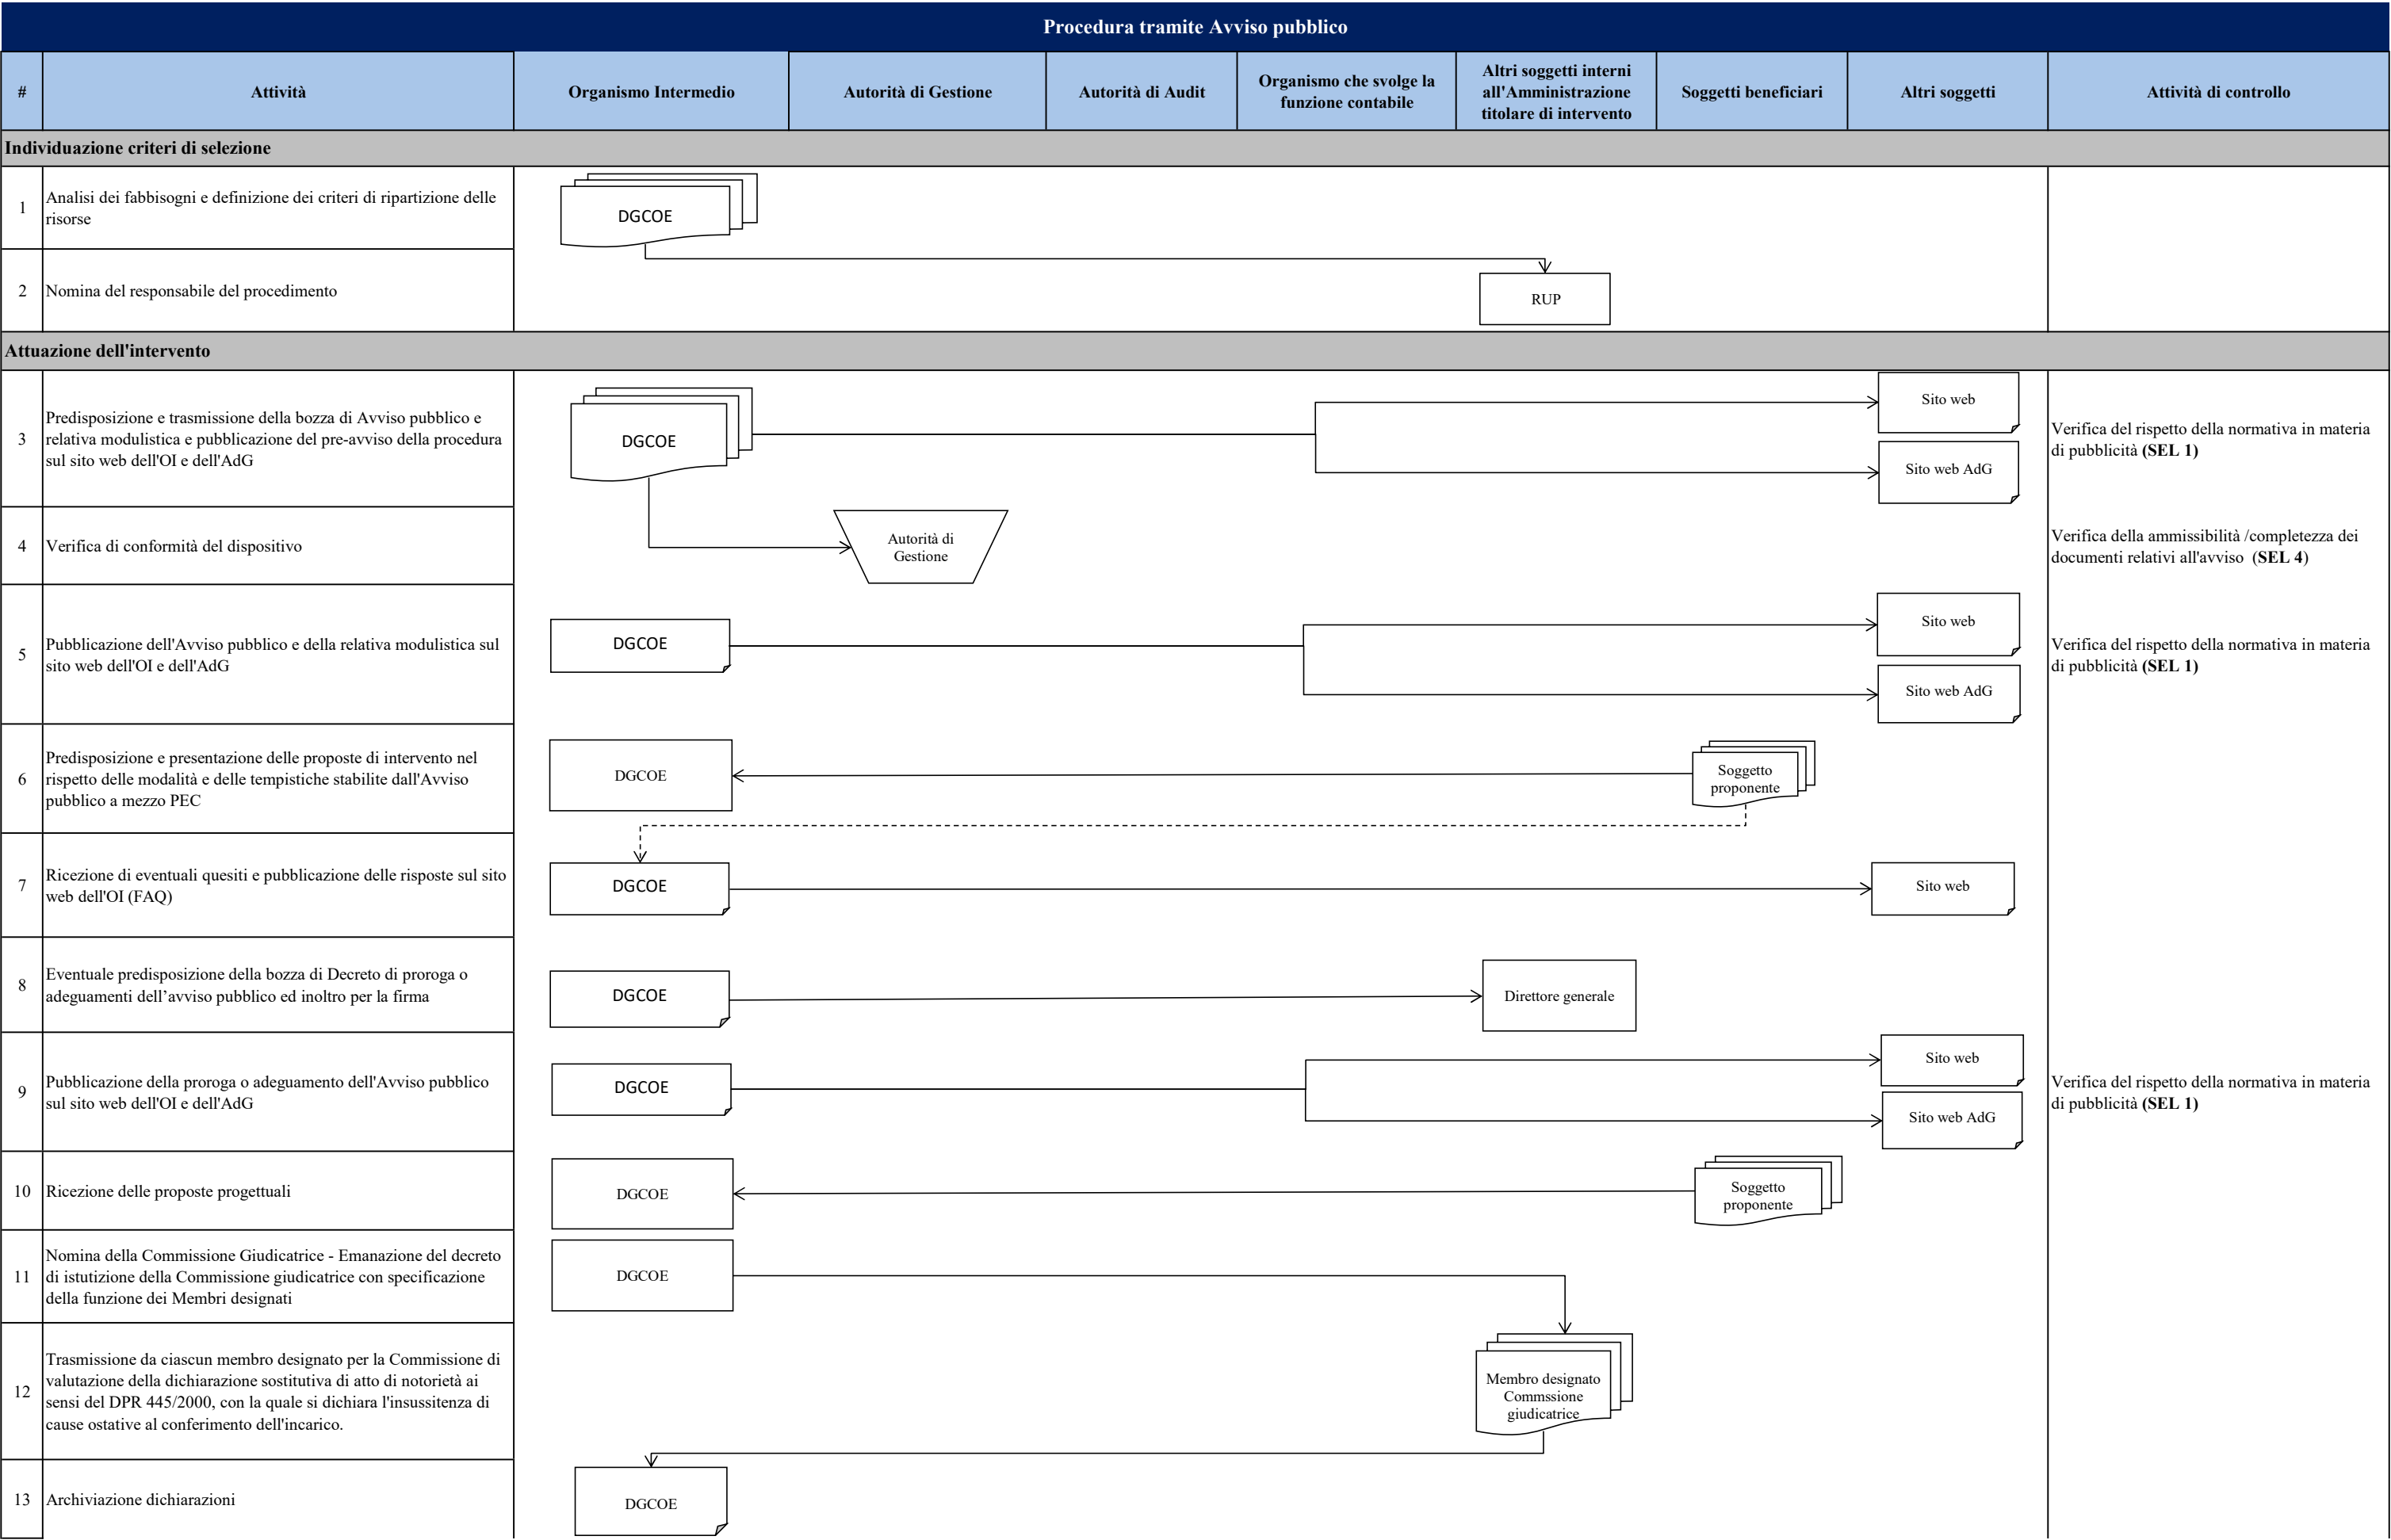 Procedura tramite Avviso pubblico
#
Attività
Organismo Intermedio
Autorità di Gestione
Autorità di Audit
Organismo che svolge la
funzione contabile
Altri soggetti interni
all'Amministrazione
titolare di intervento
Soggetti beneficiari
Altri soggetti
Attività di controllo
Individuazione criteri di selezione
1
Analisi dei fabbisogni e definizione dei criteri di ripartizione delle
risorse
DGCOE
2
Nomina del responsabile del procedimento
RUP
Attuazione dell'intervento
3
Predisposizione e trasmissione della bozza di Avviso pubblico e
relativa modulistica e pubblicazione del pre-avviso della procedura
sul sito web dell'OI e dell'AdG
DGCOE
Sito web
Sito web AdG
Verifica del rispetto della normativa in materia
di pubblicità (SEL 1)
4
Verifica di conformità del dispositivo
Autorità di
Gestione
Verifica della ammissibilità /completezza dei
documenti relativi all'avviso (SEL 4)
5
Pubblicazione dell'Avviso pubblico e della relativa modulistica sul
sito web dell'OI e dell'AdG
DGCOE
Sito web
Sito web AdG
Verifica del rispetto della normativa in materia
di pubblicità (SEL 1)
6
Predisposizione e presentazione delle proposte di intervento nel
rispetto delle modalità e delle tempistiche stabilite dall'Avviso
pubblico a mezzo PEC
DGCOE
Soggetto
proponente
7
Ricezione di eventuali quesiti e pubblicazione delle risposte sul sito
web dell'OI (FAQ)
DGCOE
Sito web
8
Eventuale predisposizione della bozza di Decreto di proroga o
adeguamenti dell’avviso pubblico ed inoltro per la firma
DGCOE
Direttore generale
9
Pubblicazione della proroga o adeguamento dell'Avviso pubblico
sul sito web dell'OI e dell'AdG
DGCOE
Sito web
Sito web AdG
Verifica del rispetto della normativa in materia
di pubblicità (SEL 1)
10
Ricezione delle proposte progettuali
DGCOE
Soggetto
proponente
11
Nomina della Commissione Giudicatrice - Emanazione del decreto
di istutizione della Commissione giudicatrice con specificazione
della funzione dei Membri designati
DGCOE
12
Trasmissione da ciascun membro designato per la Commissione di
valutazione della dichiarazione sostitutiva di atto di notorietà ai
sensi del DPR 445/2000, con la quale si dichiara l'insussitenza di
cause ostative al conferimento dell'incarico.
Membro designato
Commssione
giudicatrice
13
Archiviazione dichiarazioni
DGCOE